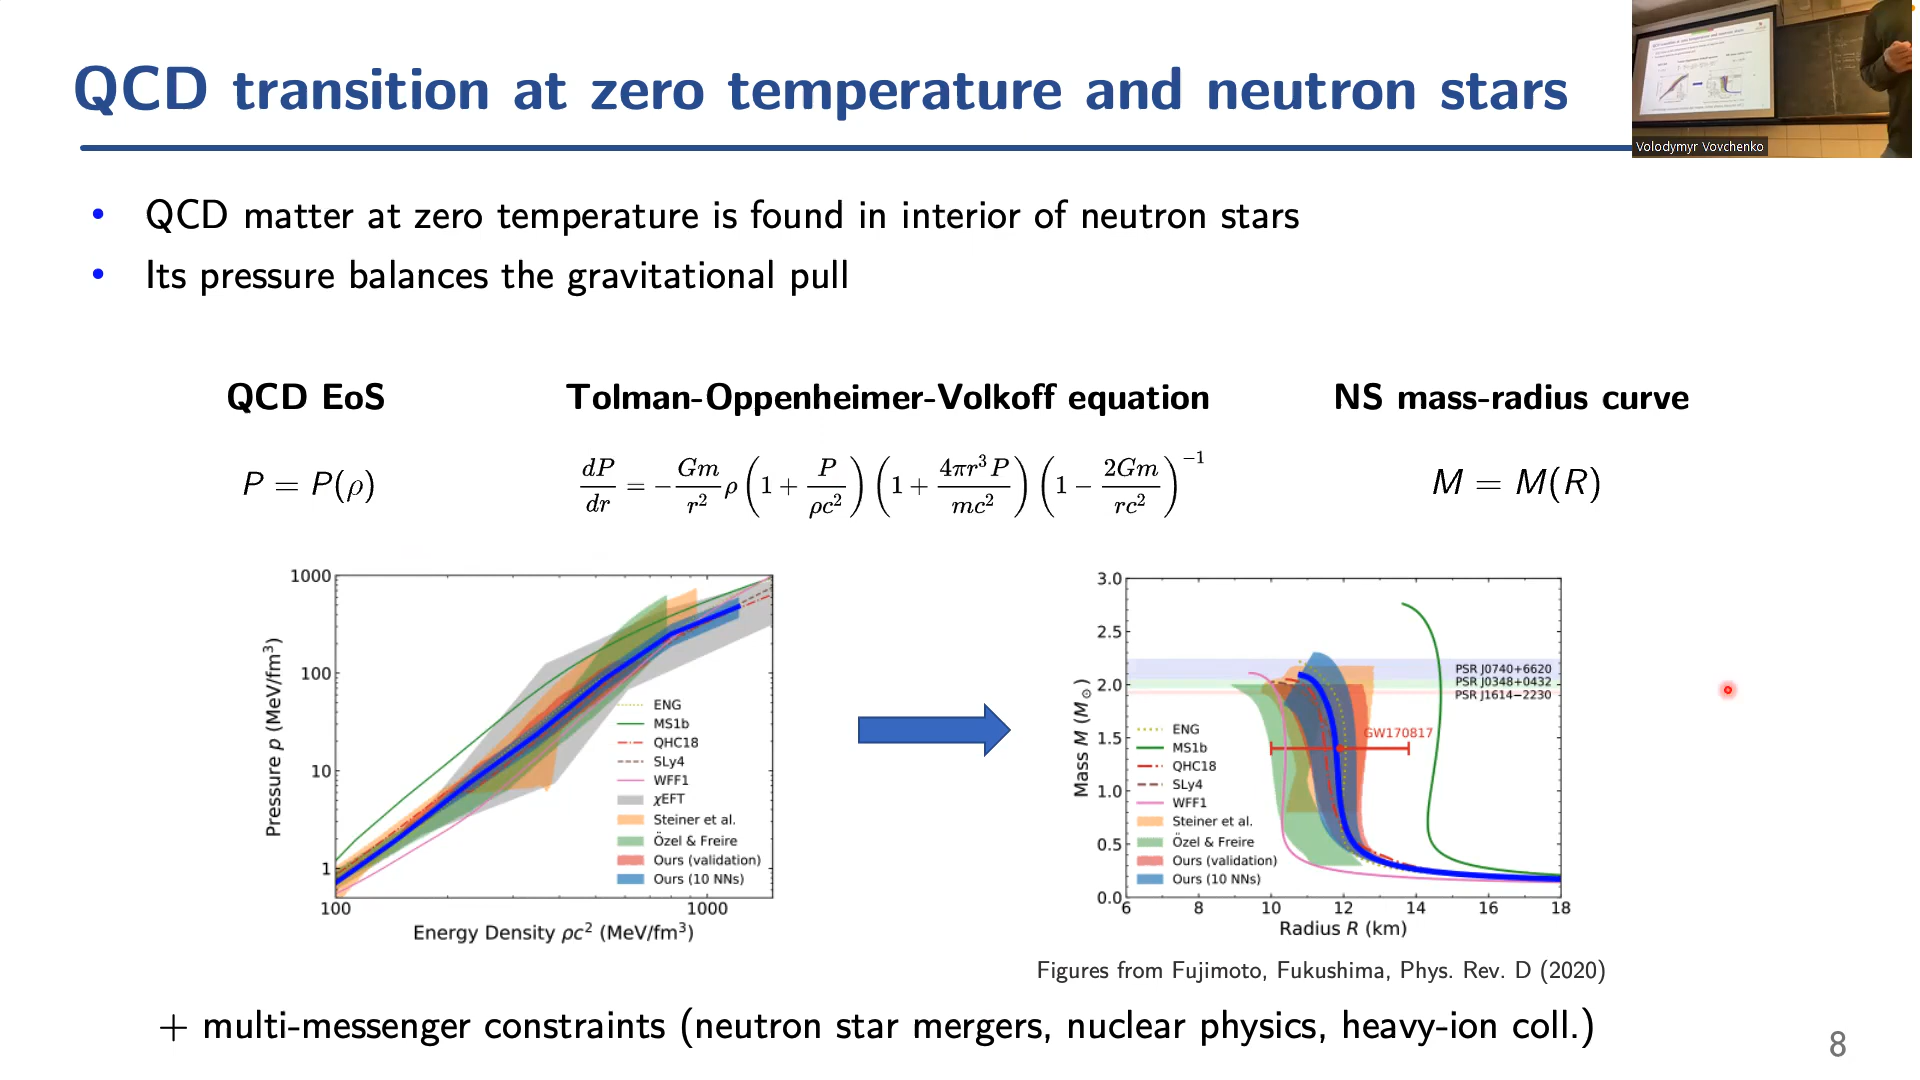 QCD transition at zero temperature and neutron stars
Volodymyr Vovchenko
• QCD matter at zero temperature is found in interior of neutron stars
• Its pressure balances the gravitational pull
QCD EoS
P = P(ρ)
Tolman-Oppenheimer-Volkoff equation
dP/dr = −Gm/r² ρ (1 + P/ρc²) (1 + 4πr³P/mc²) (1 − 2Gm/rc²)⁻¹
NS mass-radius curve
M = M(R)
1000
100
10
1
Pressure p (MeV/fm³)
ENG
MS1b
QHC18
SLy4
WFF1
χEFT
Steiner et al.
Özel & Freire
Ours (validation)
Ours (10 NNs)
100 1000
Energy Density ρc² (MeV/fm³)
3.0
2.5
2.0
1.5
1.0
0.5
0.0
Mass M (M⊙)
PSR J0740+6620
PSR J0348+0432
PSR J1614−2230
GW170817
ENG
MS1b
QHC18
SLy4
WFF1
Steiner et al.
Özel & Freire
Ours (validation)
Ours (10 NNs)
6 8 10 12 14 16 18
Radius R (km)
Figures from Fujimoto, Fukushima, Phys. Rev. D (2020)
+ multi-messenger constraints (neutron star mergers, nuclear physics, heavy-ion coll.)
8